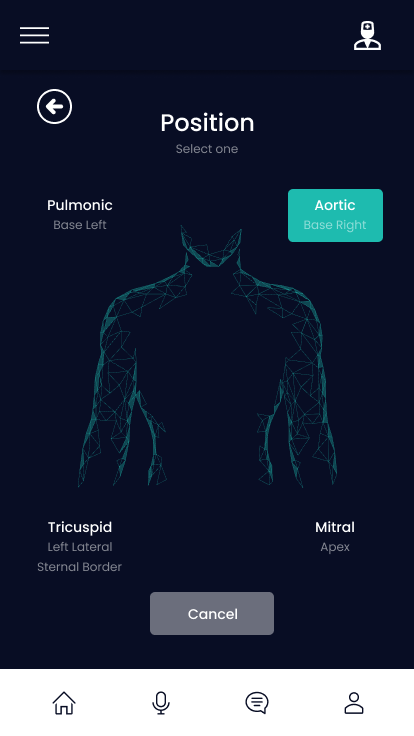 Position
Select one
Pulmonic
Base Left
Aortic
Base Right
Tricuspid
Left Lateral
Sternal Border
Mitral
Apex
Cancel